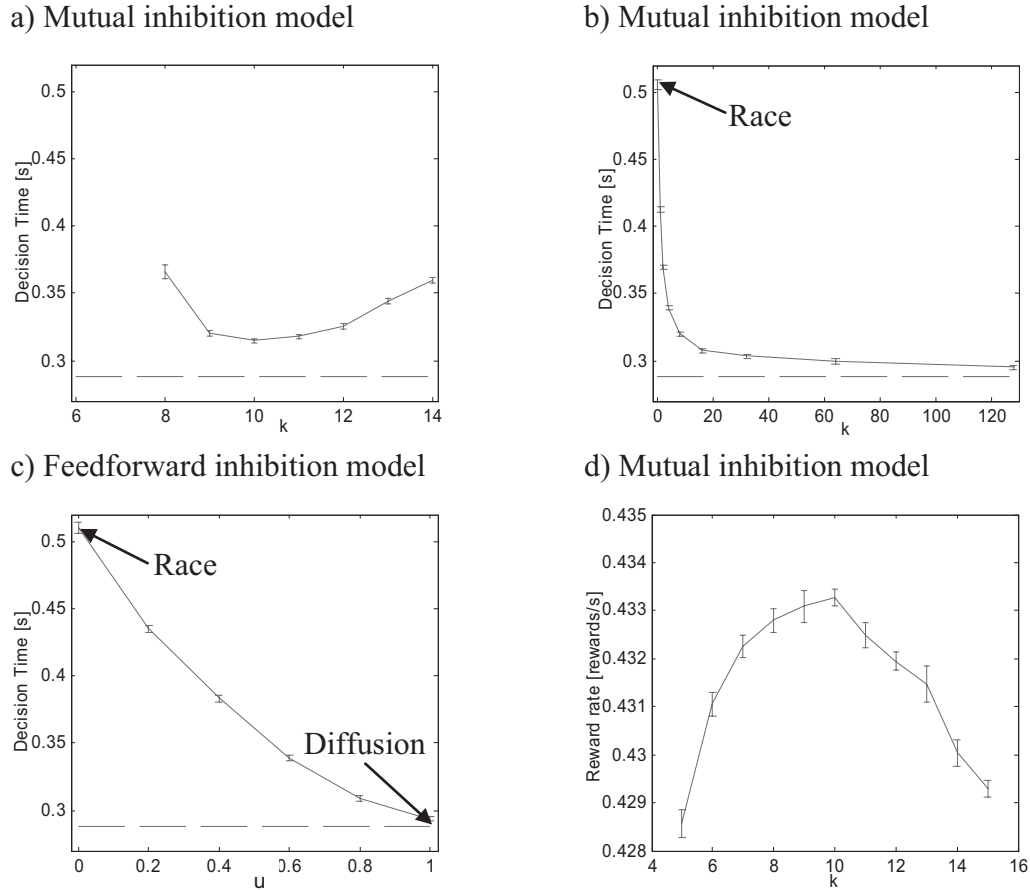 a) Mutual inhibition model
0.5
0.45
0.4
0.35
0.3
Decision Time [s]
6 8 10 12 14
k
b) Mutual inhibition model
0.5
0.45
0.4
0.35
0.3
Decision Time [s]
Race
0 20 40 60 80 100 120
k
c) Feedforward inhibition model
0.5
0.45
0.4
0.35
0.3
Decision Time [s]
Race
Diffusion
0 0.2 0.4 0.6 0.8 1
u
d) Mutual inhibition model
0.435
0.434
0.433
0.432
0.431
0.43
0.429
0.428
Reward rate [rewards/s]
4 6 8 10 12 14 16
k